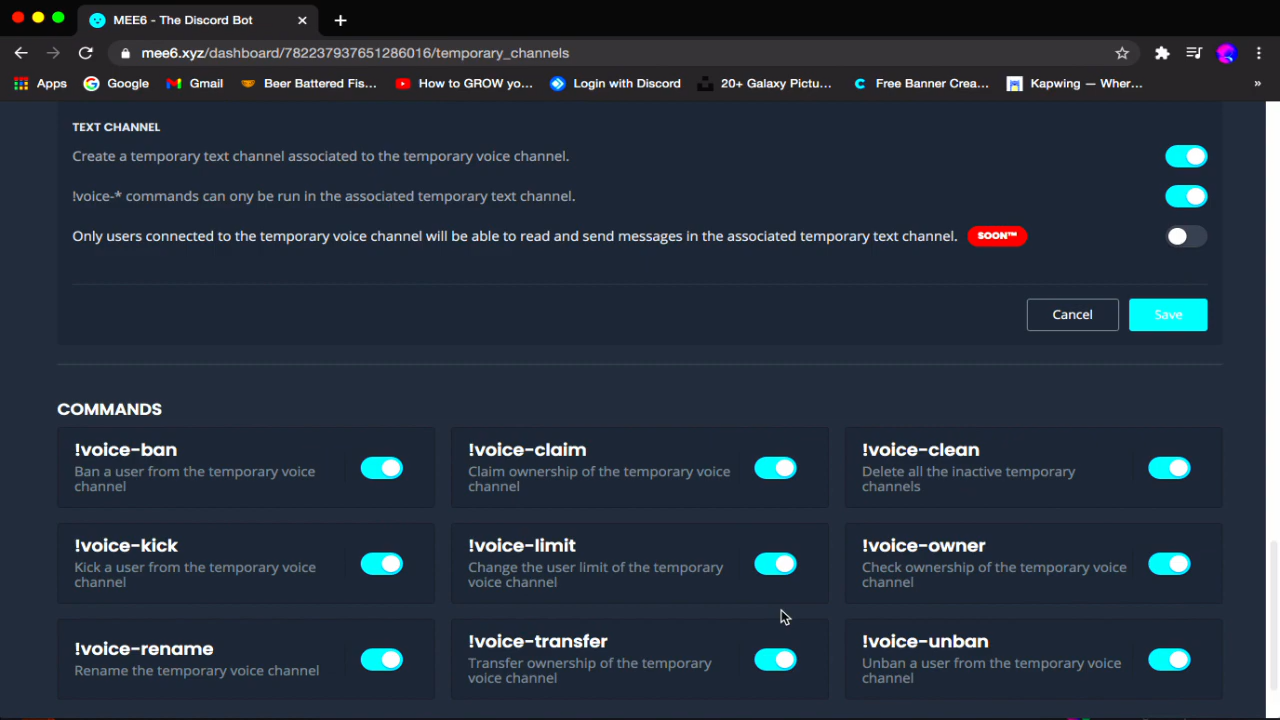 MEE6 - The Discord Bot
mee6.xyz/dashboard/782237937651286016/temporary_channels
Apps Google Gmail Beer Battered Fis... How to GROW yo... Login with Discord 20+ Galaxy Pictu... Free Banner Crea... Kapwing — Wher... »
TEXT CHANNEL
Create a temporary text channel associated to the temporary voice channel.
!voice-* commands can ony be run in the associated temporary text channel.
Only users connected to the temporary voice channel will be able to read and send messages in the associated temporary text channel. SOON™
Cancel Save
COMMANDS
!voice-ban
Ban a user from the temporary voice
channel
!voice-claim
Claim ownership of the temporary voice
channel
!voice-clean
Delete all the inactive temporary
channels
!voice-kick
Kick a user from the temporary voice
channel
!voice-limit
Change the user limit of the temporary
voice channel
!voice-owner
Check ownership of the temporary voice
channel
!voice-rename
Rename the temporary voice channel
!voice-transfer
Transfer ownership of the temporary
voice channel
!voice-unban
Unban a user from the temporary voice
channel